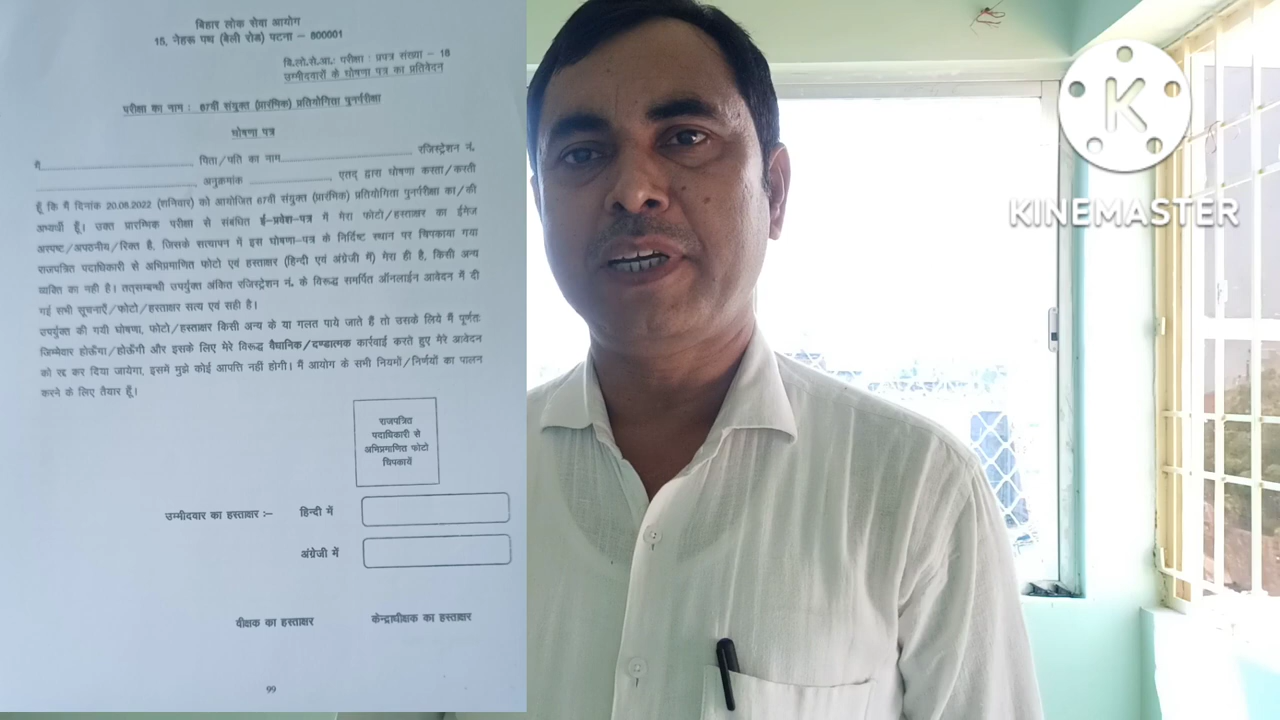 बिहार लोक सेवा आयोग
15, नेहरू पथ (बेली रोड) पटना – 800001
बि.लो.से.आ.: परीक्षा : प्रपत्र संख्या – 18
उम्मीदवारों के घोषणा पत्र का प्रतिवेदन
परीक्षा का नाम : 67वीं संयुक्त (प्रारंभिक) प्रतियोगिता पुनर्परीक्षा
घोषणा पत्र
मैं पिता/पति का नाम रजिस्ट्रेशन नं.
अनुक्रमांक एतद् द्वारा घोषणा करता/करती
हूँ कि मैं दिनांक 20.08.2022 (शनिवार) को आयोजित 67वीं संयुक्त (प्रारंभिक) प्रतियोगिता पुनर्परीक्षा का/की
अभ्यर्थी हूँ। उक्त प्रारम्भिक परीक्षा से संबंधित ई-प्रवेश-पत्र में मेरा फोटो/हस्ताक्षर का ईमेज
अस्पष्ट/अपठनीय/रिक्त है, जिसके सत्यापन में इस घोषणा-पत्र के निर्दिष्ट स्थान पर चिपकाया गया
राजपत्रित पदाधिकारी से अभिप्रमाणित फोटो एवं हस्ताक्षर (हिन्दी एवं अंग्रेजी में) मेरा ही है, किसी अन्य
व्यक्ति का नही है। तत्सम्बन्धी उपर्युक्त अंकित रजिस्ट्रेशन नं. के विरूद्ध समर्पित ऑनलाईन आवेदन में दी
गई सभी सूचनाएँ/फोटो/हस्ताक्षर सत्य एवं सही है।
उपर्युक्त की गयी घोषणा, फोटो/हस्ताक्षर किसी अन्य के या गलत पाये जाते हैं तो उसके लिये मैं पूर्णतः
जिम्मेवार होऊँगा/होऊँगी और इसके लिए मेरे विरूद्ध वैधानिक/दण्डात्मक कार्रवाई करते हुए मेरे आवेदन
को रद्द कर दिया जायेगा, इसमें मुझे कोई आपत्ति नहीं होगी। मैं आयोग के सभी नियमों/निर्णयों का पालन
करने के लिए तैयार हूँ।
राजपत्रित
पदाधिकारी से
अभिप्रमाणित फोटो
चिपकायें
उम्मीदवार का हस्ताक्षर :– हिन्दी में
अंग्रेजी में
वीक्षक का हस्ताक्षर केन्द्राधीक्षक का हस्ताक्षर
99
K
KINEMASTER